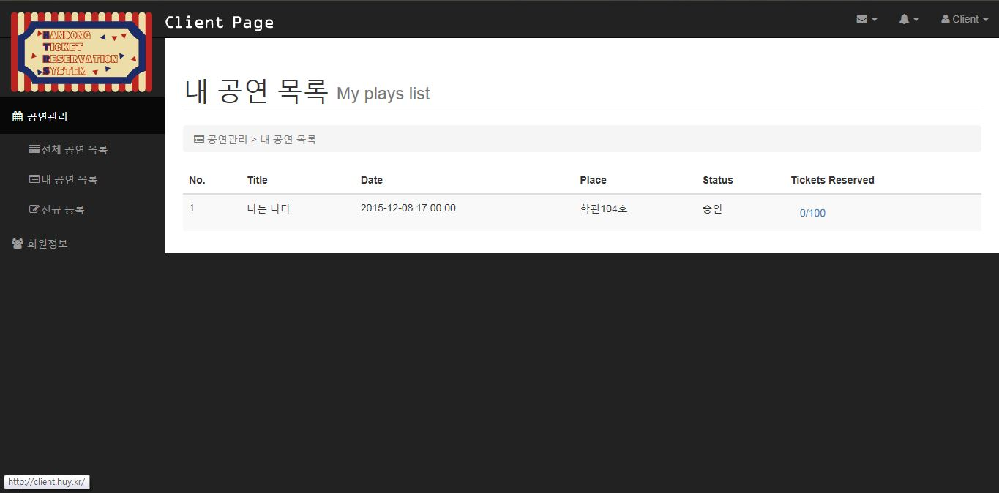 HANDONG
TICKET
RESERVATION
SYSTEM
Client Page
Client
공연관리
전체 공연 목록
내 공연 목록
신규 등록
회원정보
내 공연 목록 My plays list
공연관리 > 내 공연 목록
No. Title Date Place Status Tickets Reserved
1 나는 나다 2015-12-08 17:00:00 학관104호 승인 0/100
http://client.huy.kr/